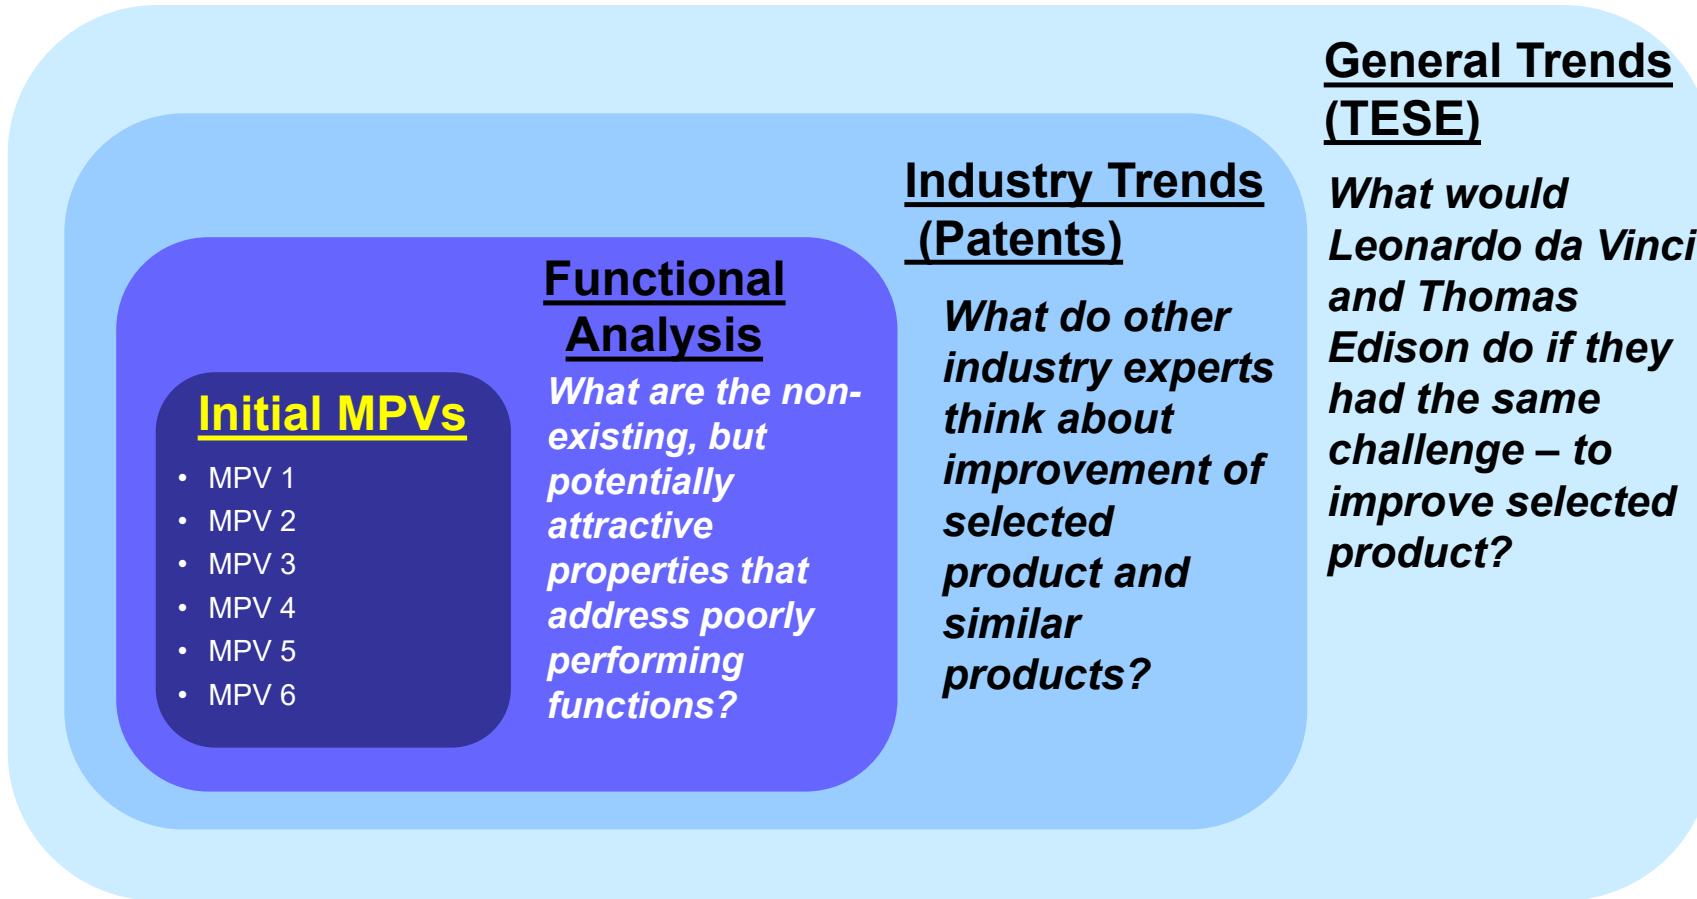 General Trends
(TESE)
What would
Leonardo da Vinci
and Thomas
Edison do if they
had the same
challenge – to
improve selected
product?
Industry Trends
(Patents)
What do other
industry experts
think about
improvement of
selected
product and
similar
products?
Functional
Analysis
What are the non-
existing, but
potentially
attractive
properties that
address poorly
performing
functions?
Initial MPVs
• MPV 1
• MPV 2
• MPV 3
• MPV 4
• MPV 5
• MPV 6